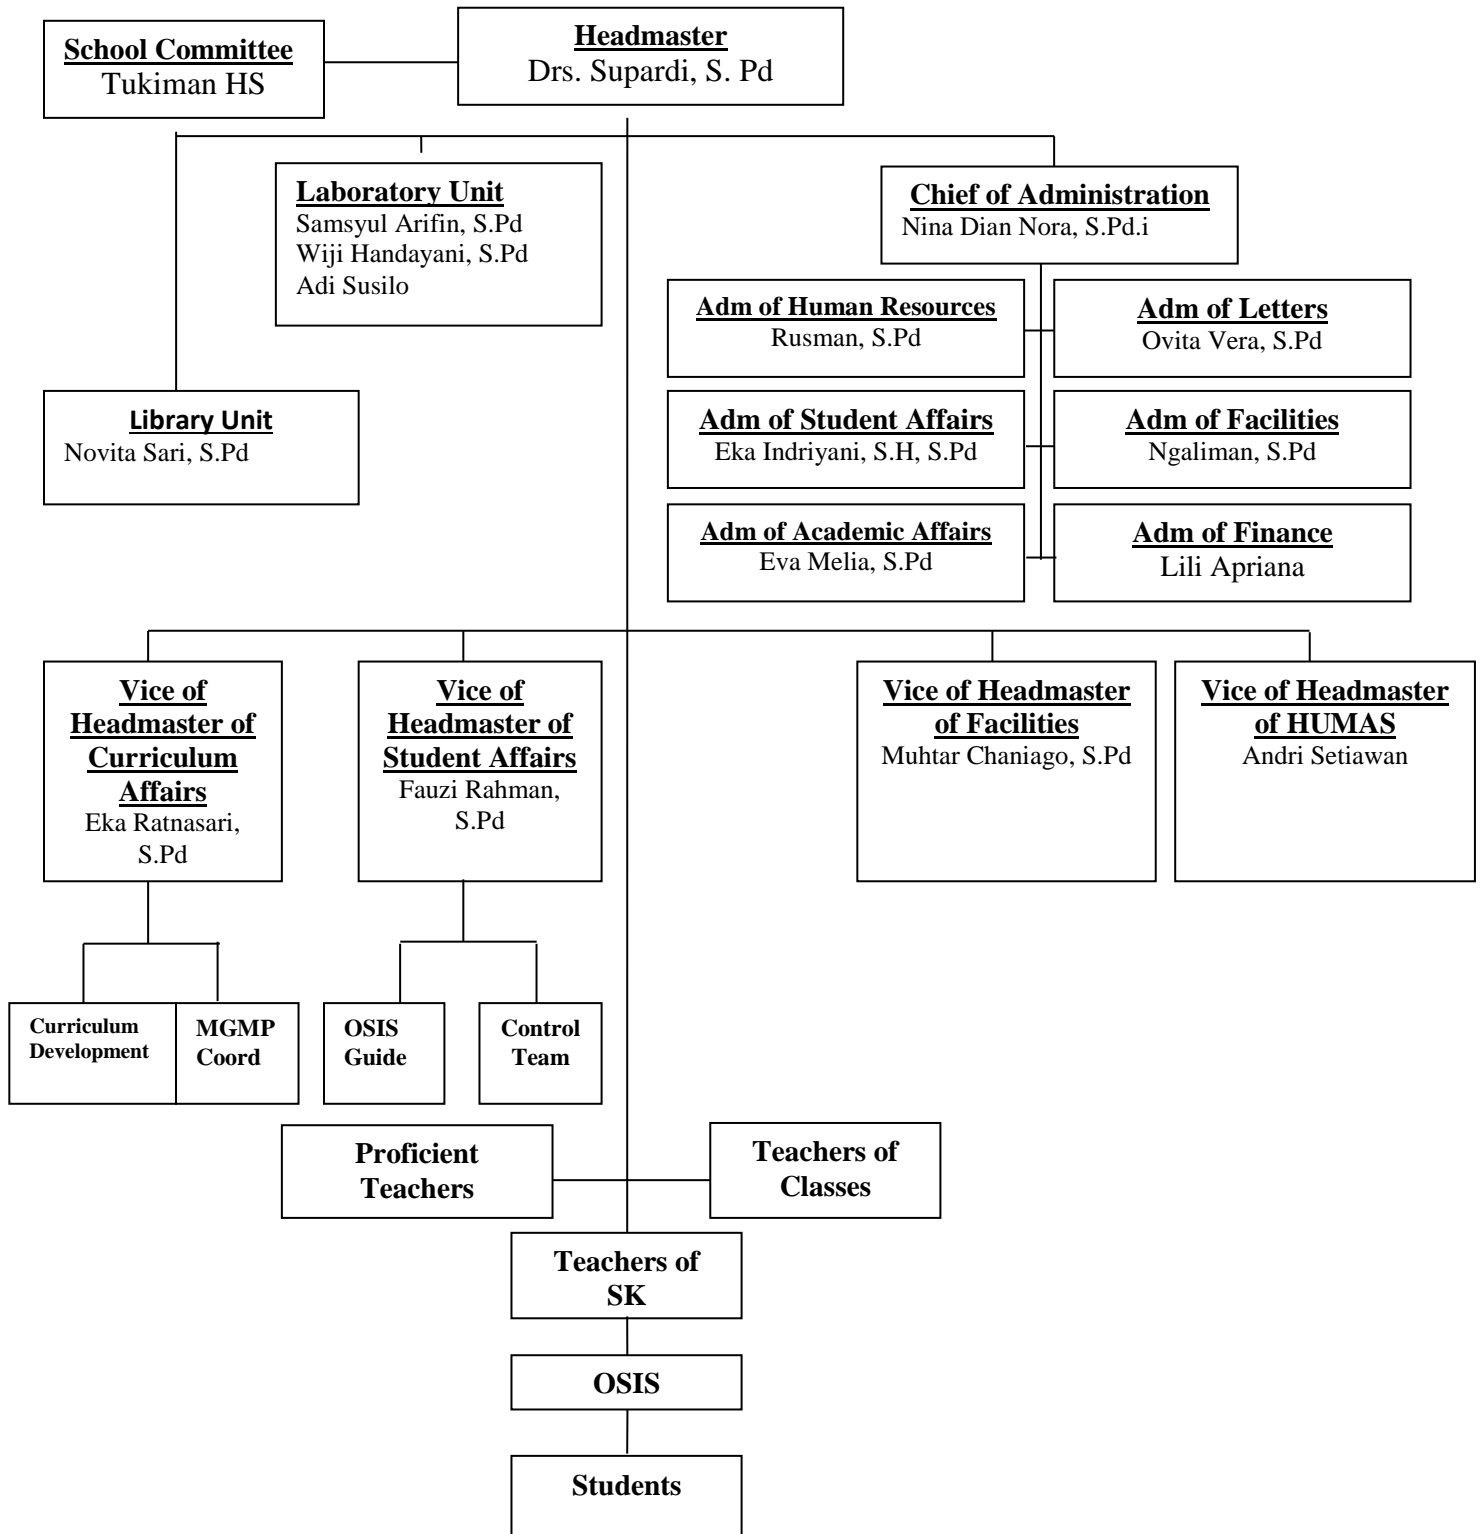 School Committee
Tukiman HS
Headmaster
Drs. Supardi, S. Pd
Laboratory Unit
Samsyul Arifin, S.Pd
Wiji Handayani, S.Pd
Adi Susilo
Chief of Administration
Nina Dian Nora, S.Pd.i
Adm of Human Resources
Rusman, S.Pd
Adm of Letters
Ovita Vera, S.Pd
Library Unit
Novita Sari, S.Pd
Adm of Student Affairs
Eka Indriyani, S.H, S.Pd
Adm of Facilities
Ngaliman, S.Pd
Adm of Academic Affairs
Eva Melia, S.Pd
Adm of Finance
Lili Apriana
Vice of
Headmaster of
Curriculum
Affairs
Eka Ratnasari,
S.Pd
Vice of
Headmaster of
Student Affairs
Fauzi Rahman,
S.Pd
Vice of Headmaster
of Facilities
Muhtar Chaniago, S.Pd
Vice of Headmaster
of HUMAS
Andri Setiawan
Curriculum
Development
MGMP
Coord
OSIS
Guide
Control
Team
Proficient
Teachers
Teachers of
Classes
Teachers of
SK
OSIS
Students